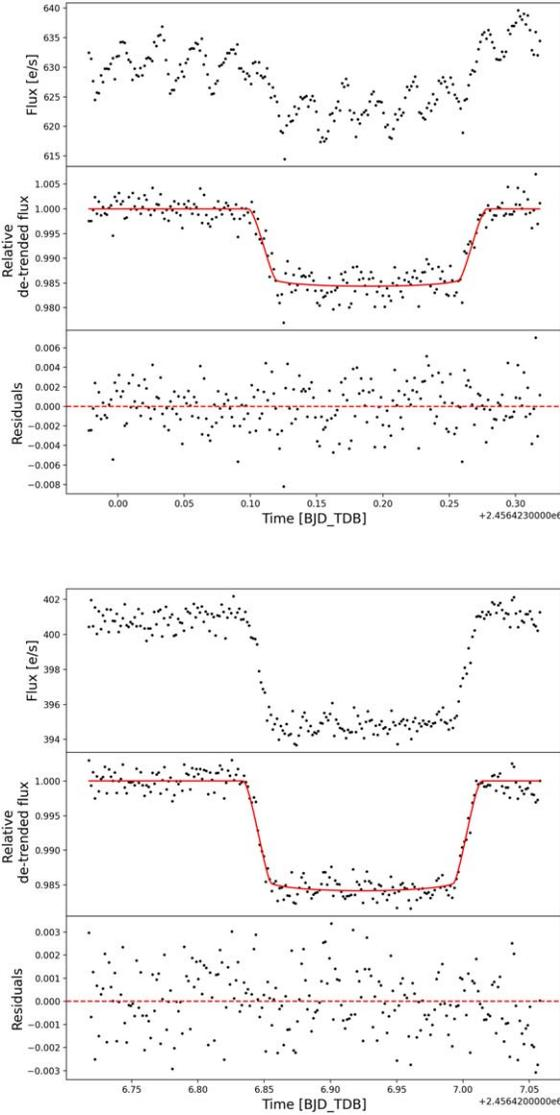 640
635
630
625
620
615
Flux [e/s]
1.005
1.000
0.995
0.990
0.985
0.980
Relative
de-trended flux
0.006
0.004
0.002
0.000
−0.002
−0.004
−0.006
−0.008
Residuals
0.00 0.05 0.10 0.15 0.20 0.25 0.30
Time [BJD_TDB]
+2.4564230000e6
402
400
398
396
394
Flux [e/s]
1.000
0.995
0.990
0.985
Relative
de-trended flux
0.003
0.002
0.001
0.000
−0.001
−0.002
−0.003
Residuals
6.75 6.80 6.85 6.90 6.95 7.00 7.05
Time [BJD_TDB]
+2.4564200000e6